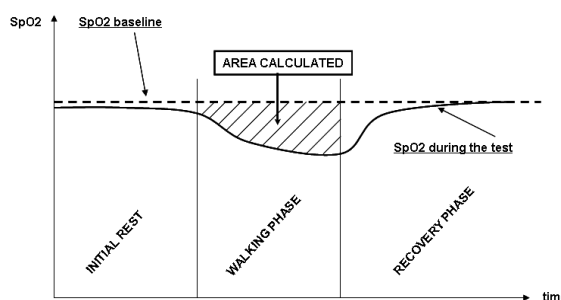 SpO2
SpO2 baseline
AREA CALCULATED
SpO2 during the test
INITIAL REST
WALKING PHASE
RECOVERY PHASE
tim